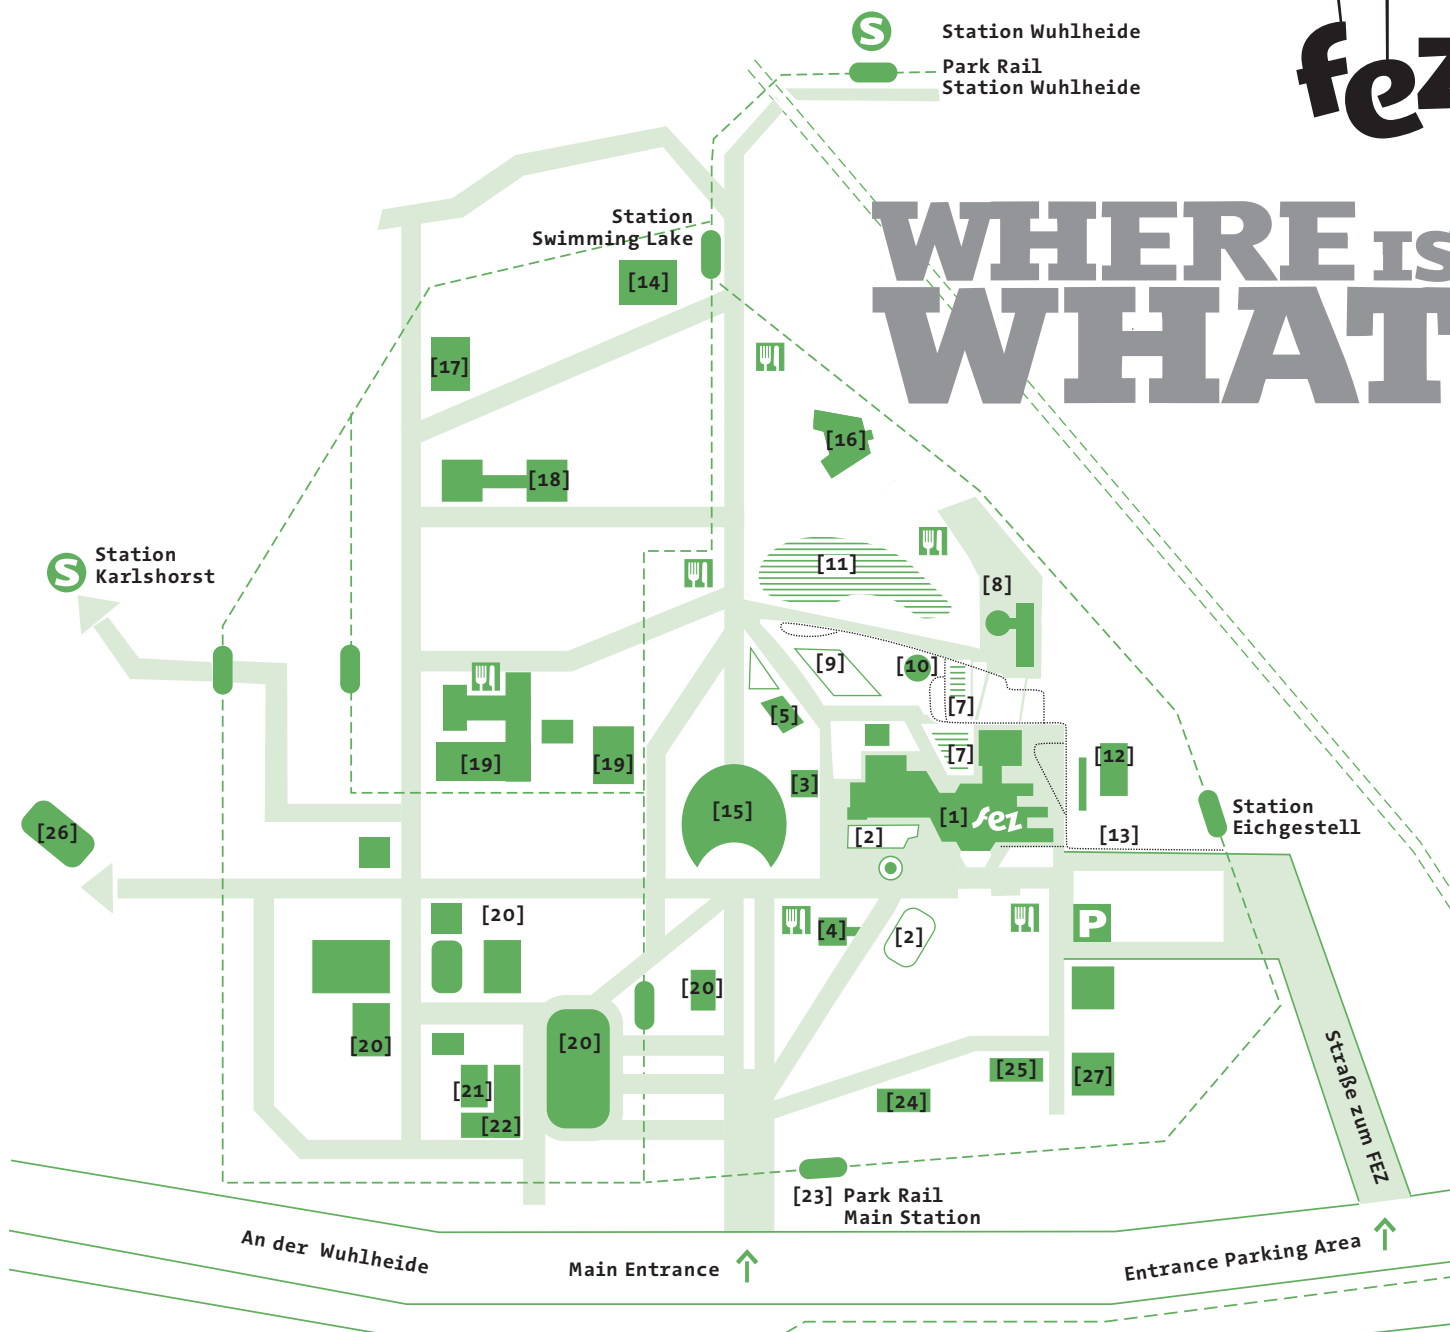 S
Station Wuhlheide
Park Rail
Station Wuhlheide
fez
WHERE IS
WHAT
Station
Swimming Lake
[14]
[17]
[16]
[18]
S
Station
Karlshorst
[11]
[8]
[9]
[10]
[7]
[5]
[7]
[12]
[19]
[19]
[3]
[15]
[1] fez
[2]
[13]
Station
Eichgestell
[26]
[20]
[4]
[2]
P
[20]
[20]
[20]
[21]
[22]
[25]
[27]
[24]
Straße zum FEZ
[23] Park Rail
Main Station
An der Wuhlheide
Main Entrance
Entrance Parking Area